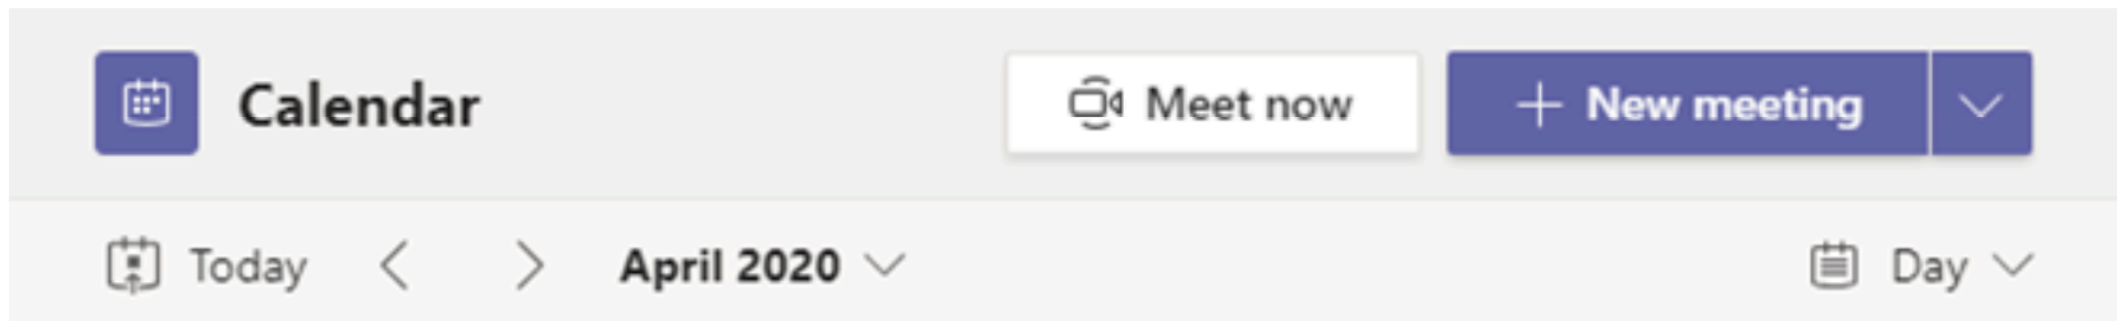 Calendar Meet now New meeting
Today April 2020 Day